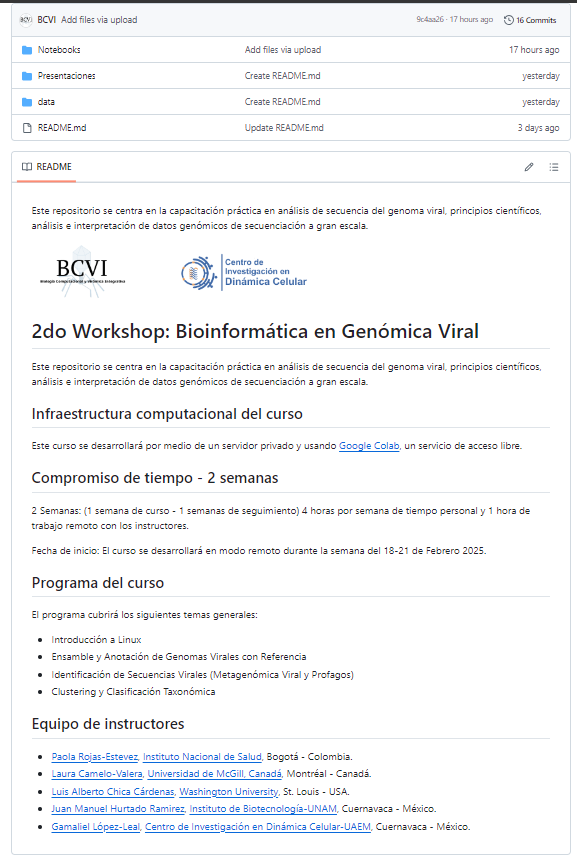 BCVI Add files via upload 9c4aa26 · 17 hours ago 16 Commits
Notebooks Add files via upload 17 hours ago
Presentaciones Create README.md yesterday
data Create README.md yesterday
README.md Update README.md 3 days ago
README
Este repositorio se centra en la capacitación práctica en análisis de secuencia del genoma viral, principios científicos,
análisis e interpretación de datos genómicos de secuenciación a gran escala.
BCVI
Biología Computacional y Virómica Integrativa
Centro de
Investigación en
Dinámica Celular
2do Workshop: Bioinformática en Genómica Viral
Este repositorio se centra en la capacitación práctica en análisis de secuencia del genoma viral, principios científicos,
análisis e interpretación de datos genómicos de secuenciación a gran escala.
Infraestructura computacional del curso
Este curso se desarrollará por medio de un servidor privado y usando Google Colab, un servicio de acceso libre.
Compromiso de tiempo - 2 semanas
2 Semanas: (1 semana de curso - 1 semanas de seguimiento) 4 horas por semana de tiempo personal y 1 hora de
trabajo remoto con los instructores.
Fecha de inicio: El curso se desarrollará en modo remoto durante la semana del 18-21 de Febrero 2025.
Programa del curso
El programa cubrirá los siguientes temas generales:
Introducción a Linux
Ensamble y Anotación de Genomas Virales con Referencia
Identificación de Secuencias Virales (Metagenómica Viral y Profagos)
Clustering y Clasificación Taxonómica
Equipo de instructores
Paola Rojas-Estevez, Instituto Nacional de Salud, Bogotá - Colombia.
Laura Camelo-Valera, Universidad de McGill, Canadá, Montréal - Canadá.
Luis Alberto Chica Cárdenas, Washington University, St. Louis - USA.
Juan Manuel Hurtado Ramírez, Instituto de Biotecnología-UNAM, Cuernavaca - México.
Gamaliel López-Leal, Centro de Investigación en Dinámica Celular-UAEM, Cuernavaca - México.